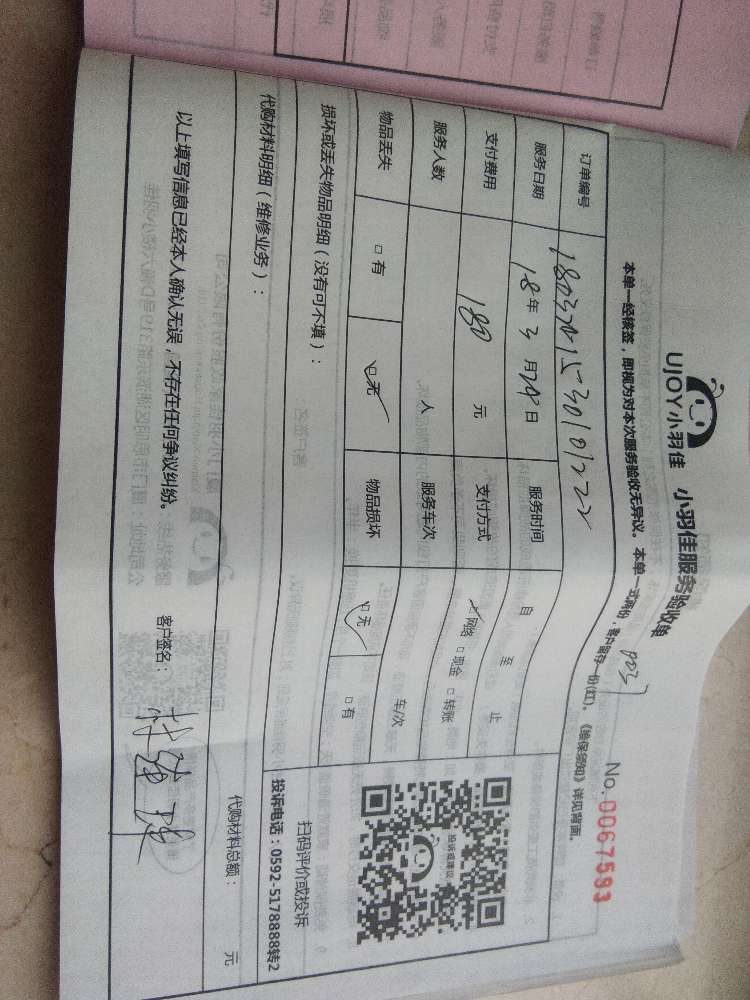 UJOY小羽佳 小羽佳服务验收单
No.0067593
本单一经核签，即视为对本次服务验收无异议。本单一式两份，客户留存一份(红)。《维保须知》详见背面。
订单编号 180320153010122
服务日期 18年3月24日 服务时间 自 至 止
支付费用 180 元 支付方式 ☑网络 □现金 □转账
服务人数 人 服务车次 车/次
物品丢失 □有 ☑无 物品损坏 ☑无 □有
投诉或建议
扫码评价或投诉
投诉电话：0592-5178888转2
损坏或丢失物品明细（没有可不填）：
代购材料明细（维修业务）：
代购材料总额： 元
以上填写信息已经本人确认无误，不存在任何争议纠纷。 客户签名：